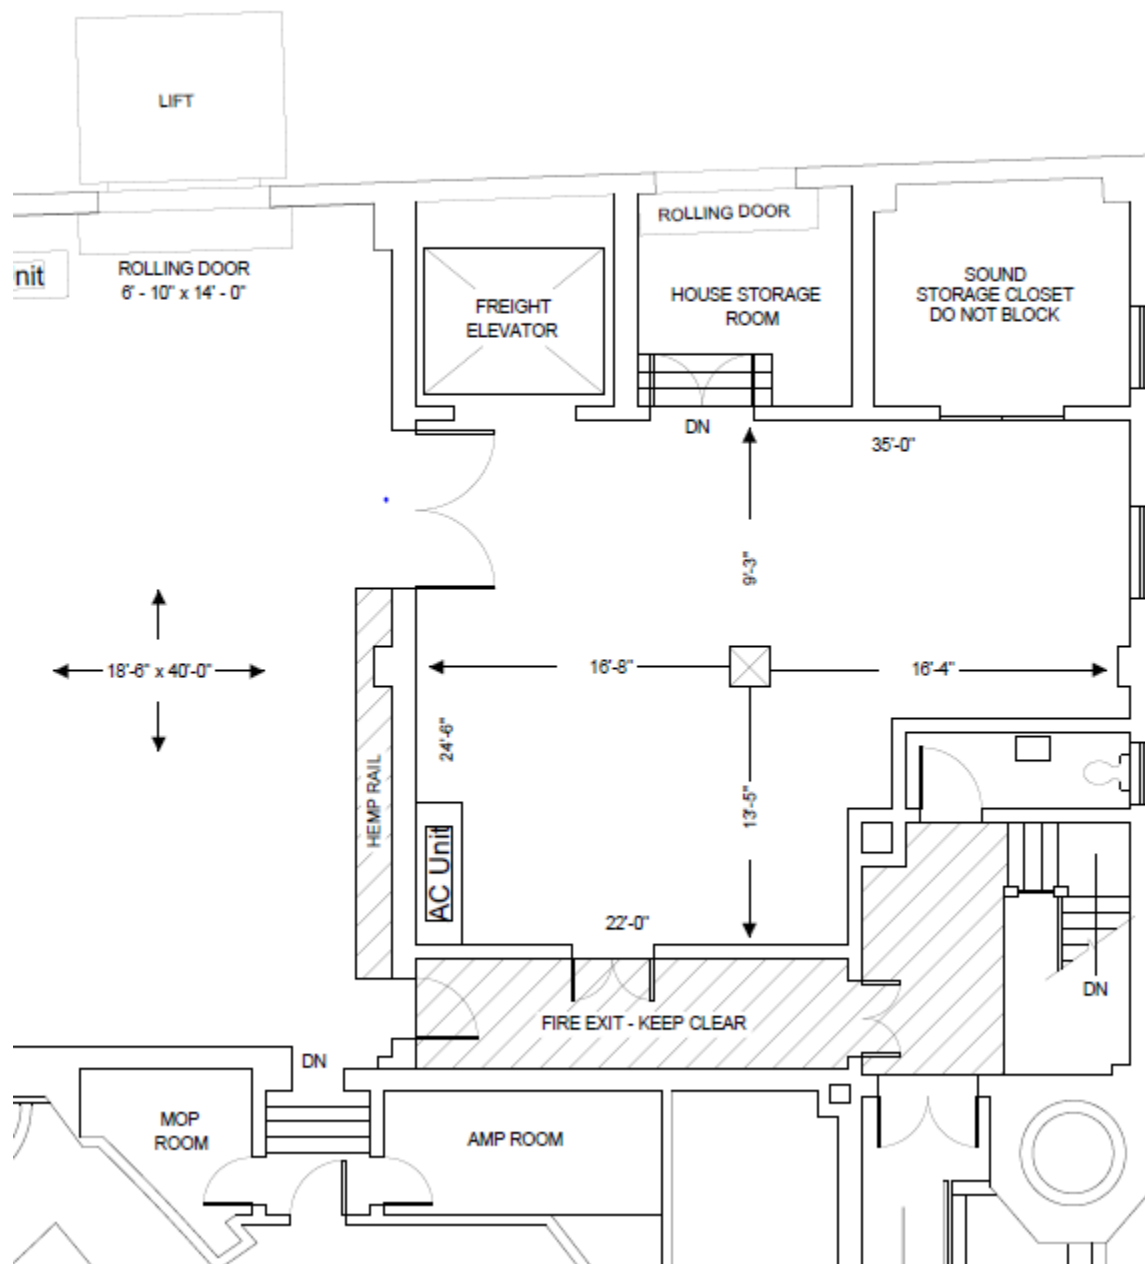 LIFT
ROLLING DOOR
6' - 10" x 14' - 0"
nit
FREIGHT
ELEVATOR
ROLLING DOOR
HOUSE STORAGE
ROOM
SOUND
STORAGE CLOSET
DO NOT BLOCK
DN
35'-0"
9'-3"
18'-6" x 40'-0"
16'-8"
16'-4"
24'-6"
HEMP RAIL
13'-5"
AC Unit
22'-0"
FIRE EXIT - KEEP CLEAR
DN
DN
MOP
ROOM
AMP ROOM